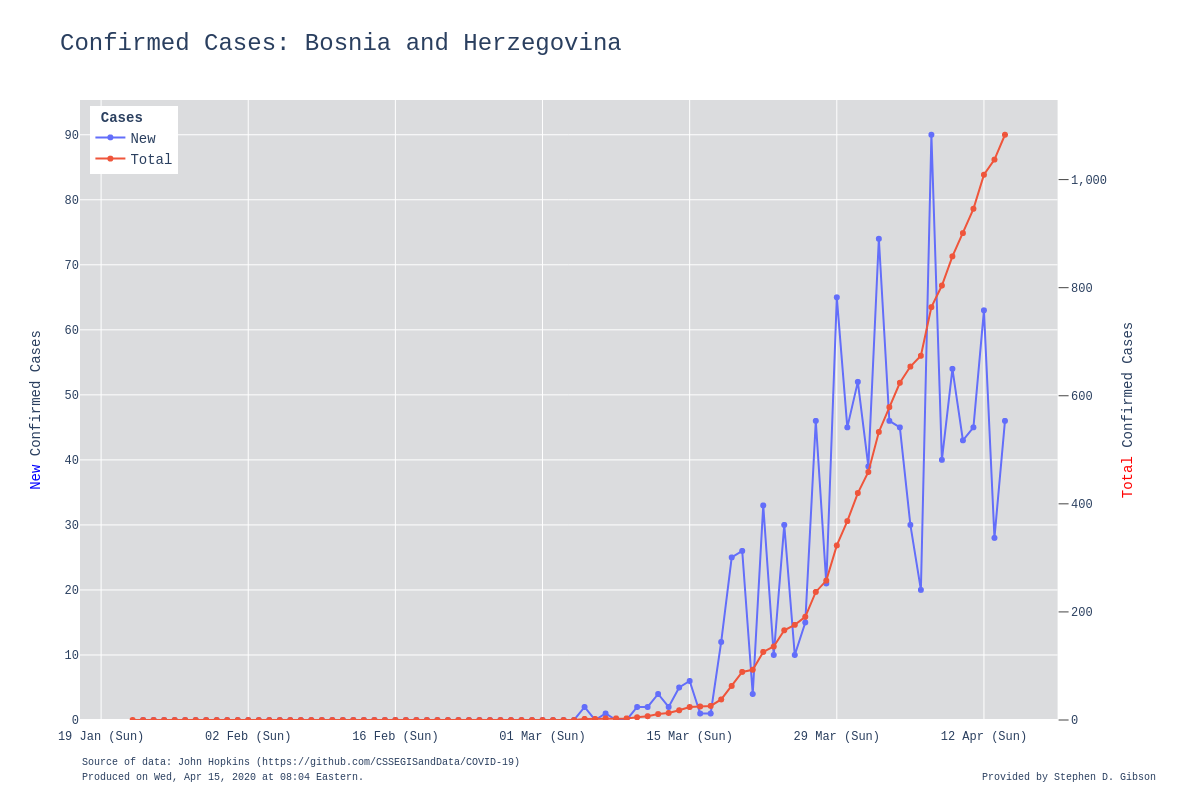 Confirmed Cases: Bosnia and Herzegovina
Cases
New
Total
90
80
70
60
50
40
30
20
10
0
New Confirmed Cases
1,000
800
600
400
200
0
Total Confirmed Cases
19 Jan (Sun) 02 Feb (Sun) 16 Feb (Sun) 01 Mar (Sun) 15 Mar (Sun) 29 Mar (Sun) 12 Apr (Sun)
Source of data: John Hopkins (https://github.com/CSSEGISandData/COVID-19)
Produced on Wed, Apr 15, 2020 at 08:04 Eastern.
Provided by Stephen D. Gibson